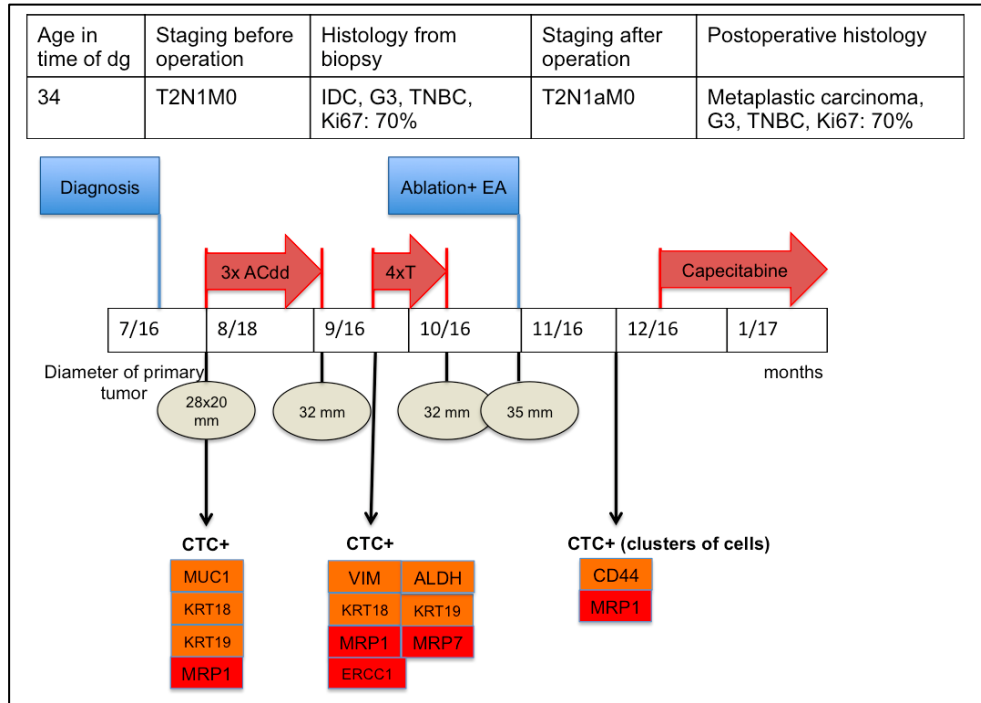 Age in time of dg
Staging before operation
Histology from biopsy
Staging after operation
Postoperative histology
34
T2N1M0
IDC, G3, TNBC, Ki67: 70%
T2N1aM0
Metaplastic carcinoma, G3, TNBC, Ki67: 70%
Diagnosis
Ablation+ EA
3x ACdd
4xT
Capecitabine
7/16
8/18
9/16
10/16
11/16
12/16
1/17
Diameter of primary tumor
months
28x20 mm
32 mm
32 mm
35 mm
CTC+
CTC+
CTC+ (clusters of cells)
MUC1
KRT18
KRT19
MRP1
VIM
ALDH
KRT18
KRT19
MRP1
MRP7
ERCC1
CD44
MRP1